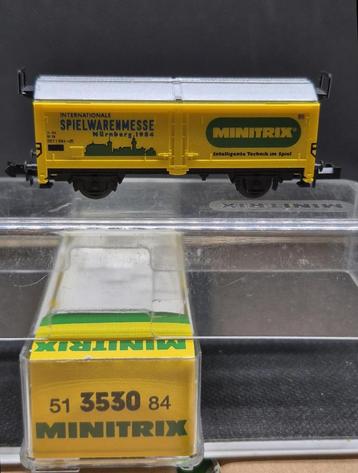 INTERNATIONALE
SPIELWARENMESSE
Nürnberg 1984
MINITRIX®
Intelligente Technik im Spiel
MINITRIX
MINITRIX
51 3530 84
MINITRIX